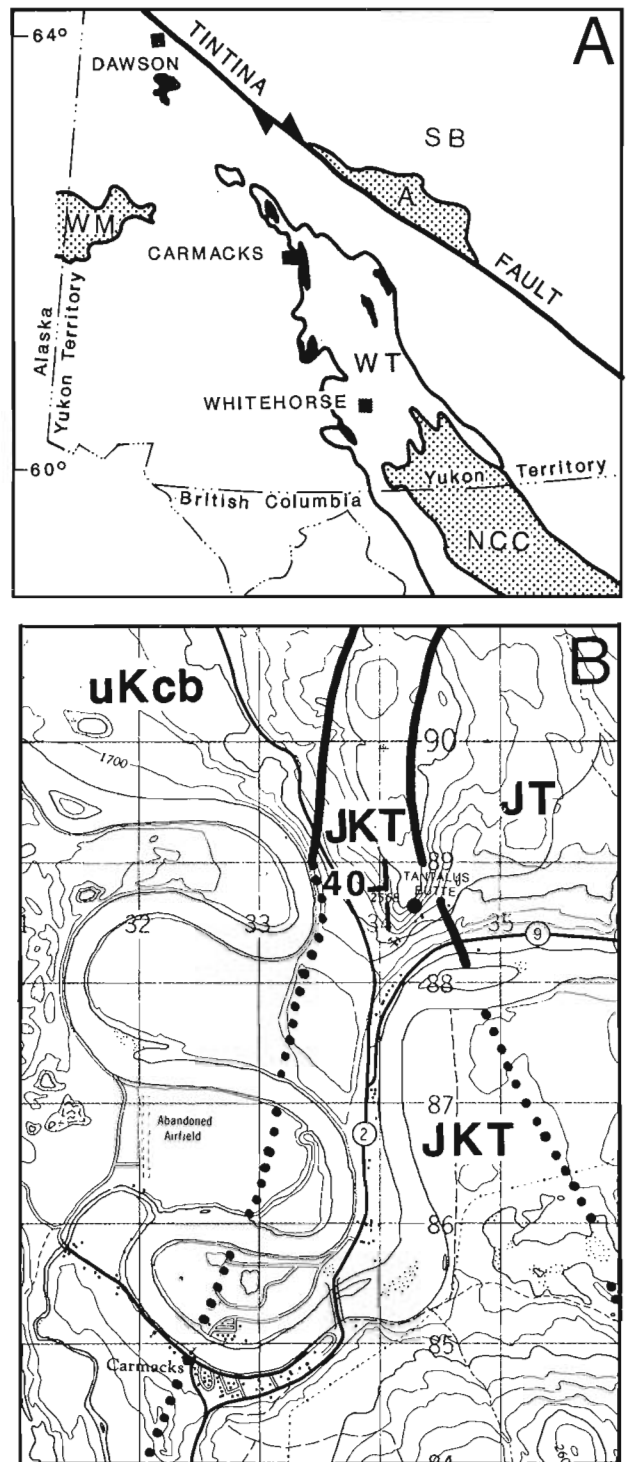 A
64°
TINTINA
DAWSON
SB
A
WM
CARMACKS
FAULT
Alaska
Yukon Territory
WT
WHITEHORSE
60°
Yukon Territory
British Columbia
NCC
B
uKcb
1700
90
JT
JKT
89
40
TANTALUS
BUTTE
32
33
35
9
88
87
Abandoned
Airfield
2
JKT
86
85
Carmacks
84